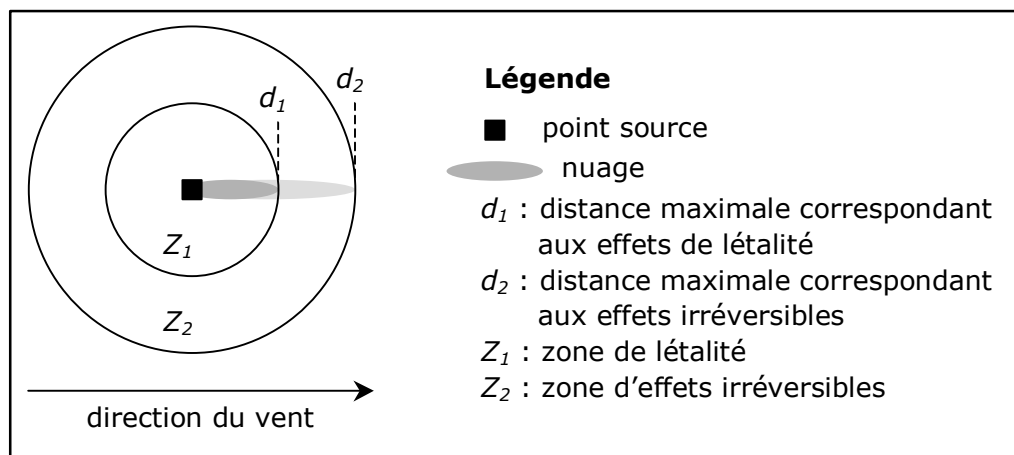 d₂
d₁
Z₁
Z₂
direction du vent
Légende
point source
nuage
d₁ : distance maximale correspondant
aux effets de létalité
d₂ : distance maximale correspondant
aux effets irréversibles
Z₁ : zone de létalité
Z₂ : zone d’effets irréversibles